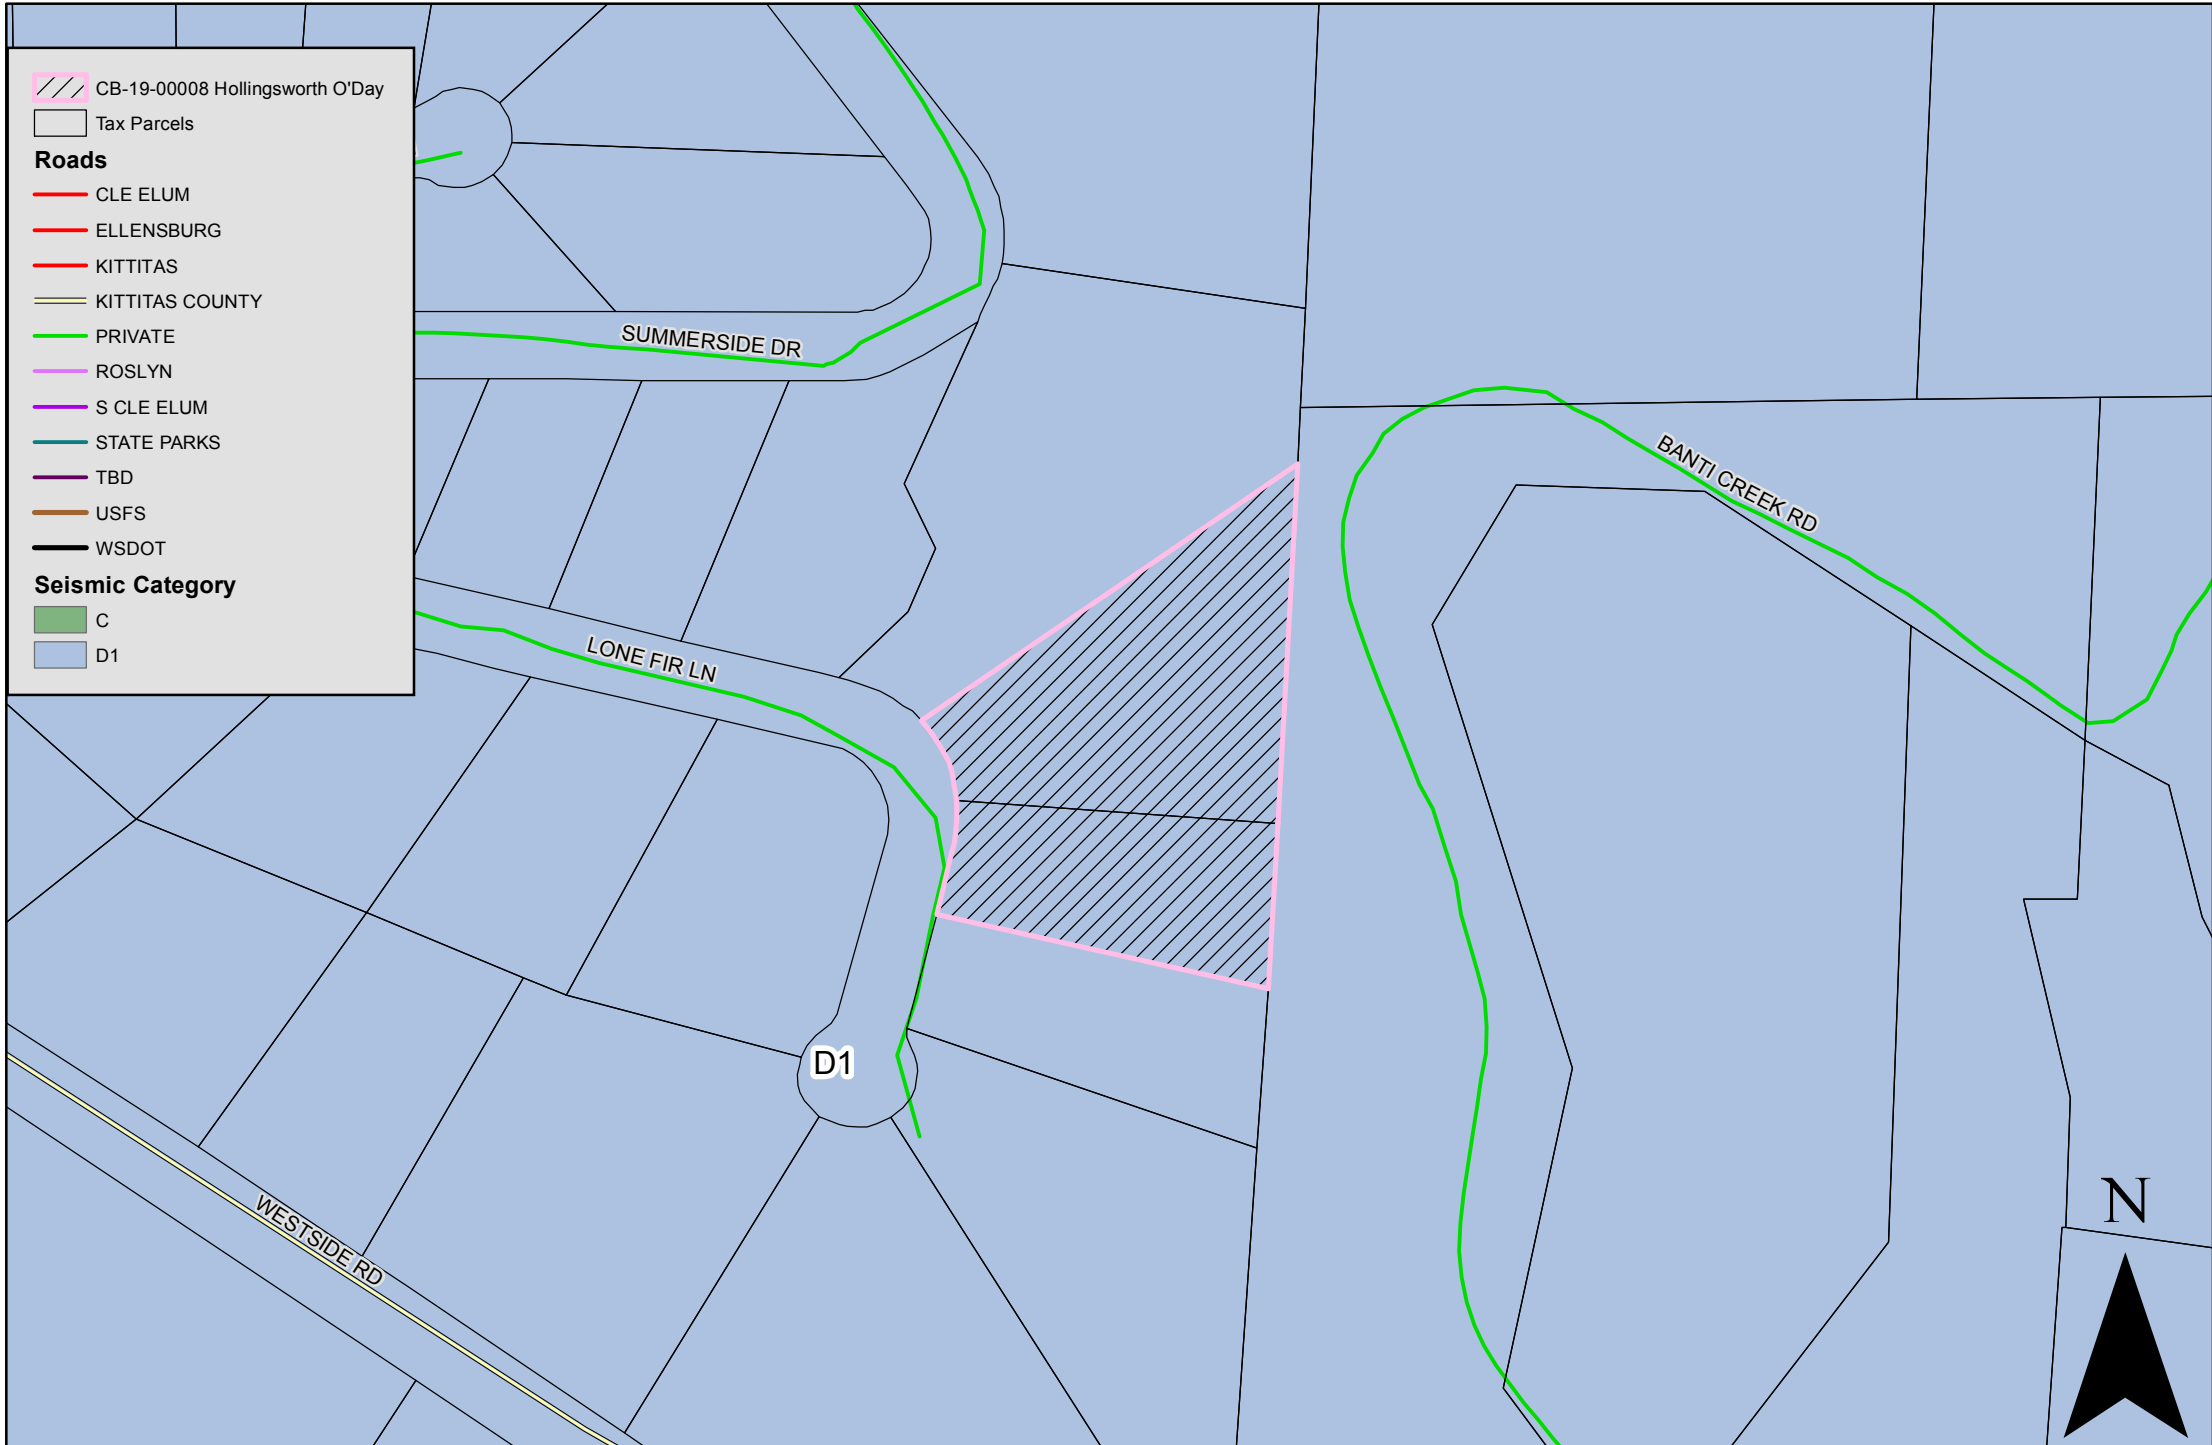 CB-19-00008 Hollingsworth O'Day
Tax Parcels
Roads
CLE ELUM
ELLENSBURG
KITTITAS
KITTITAS COUNTY
PRIVATE
ROSLYN
S CLE ELUM
STATE PARKS
TBD
USFS
WSDOT
Seismic Category
C
D1
SUMMERSIDE DR
BANTI CREEK RD
LONE FIR LN
D1
WESTSIDE RD
N